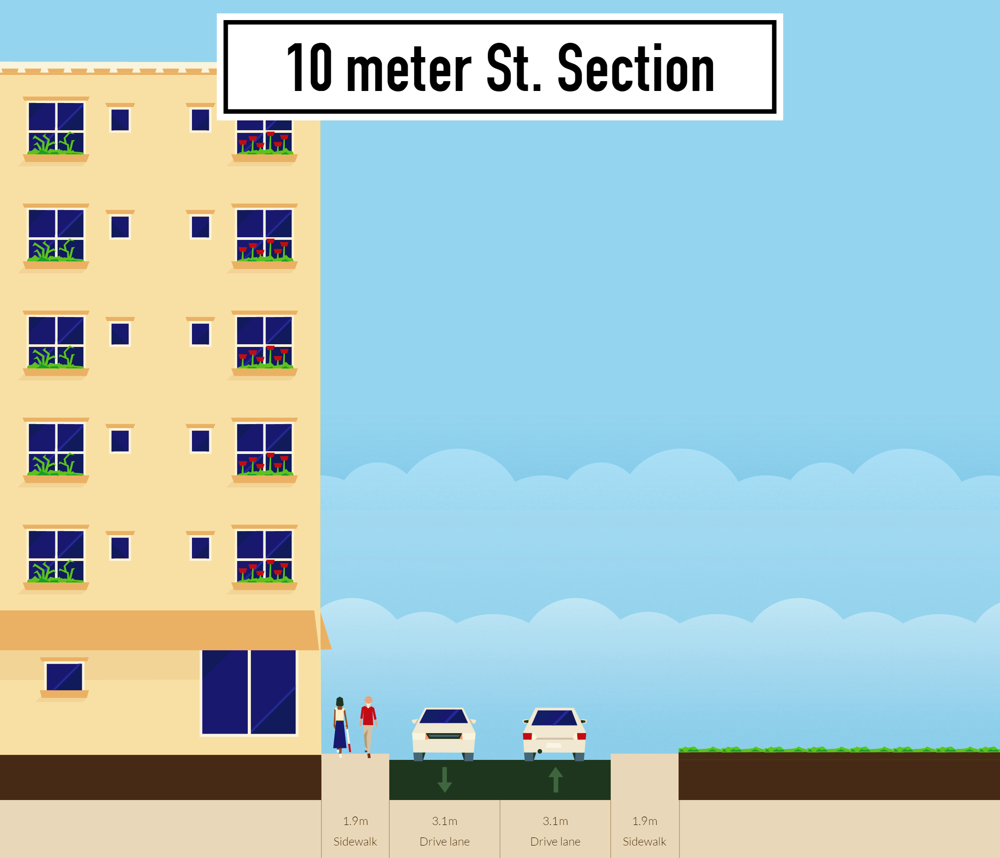 10 meter St. Section
1.9m
Sidewalk
3.1m
Drive lane
3.1m
Drive lane
1.9m
Sidewalk